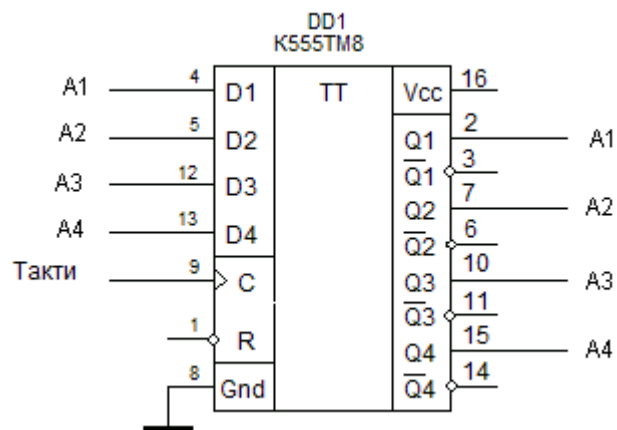 DD1
К555ТМ8
A1 4 D1 TT Vcc 16
A2 5 D2 Q1 2 A1
Q1 3
A3 12 D3 Q2 7 A2
A4 13 D4 Q2 6
Такти 9 C Q3 10 A3
Q3 11
1 R Q4 15 A4
8 Gnd Q4 14